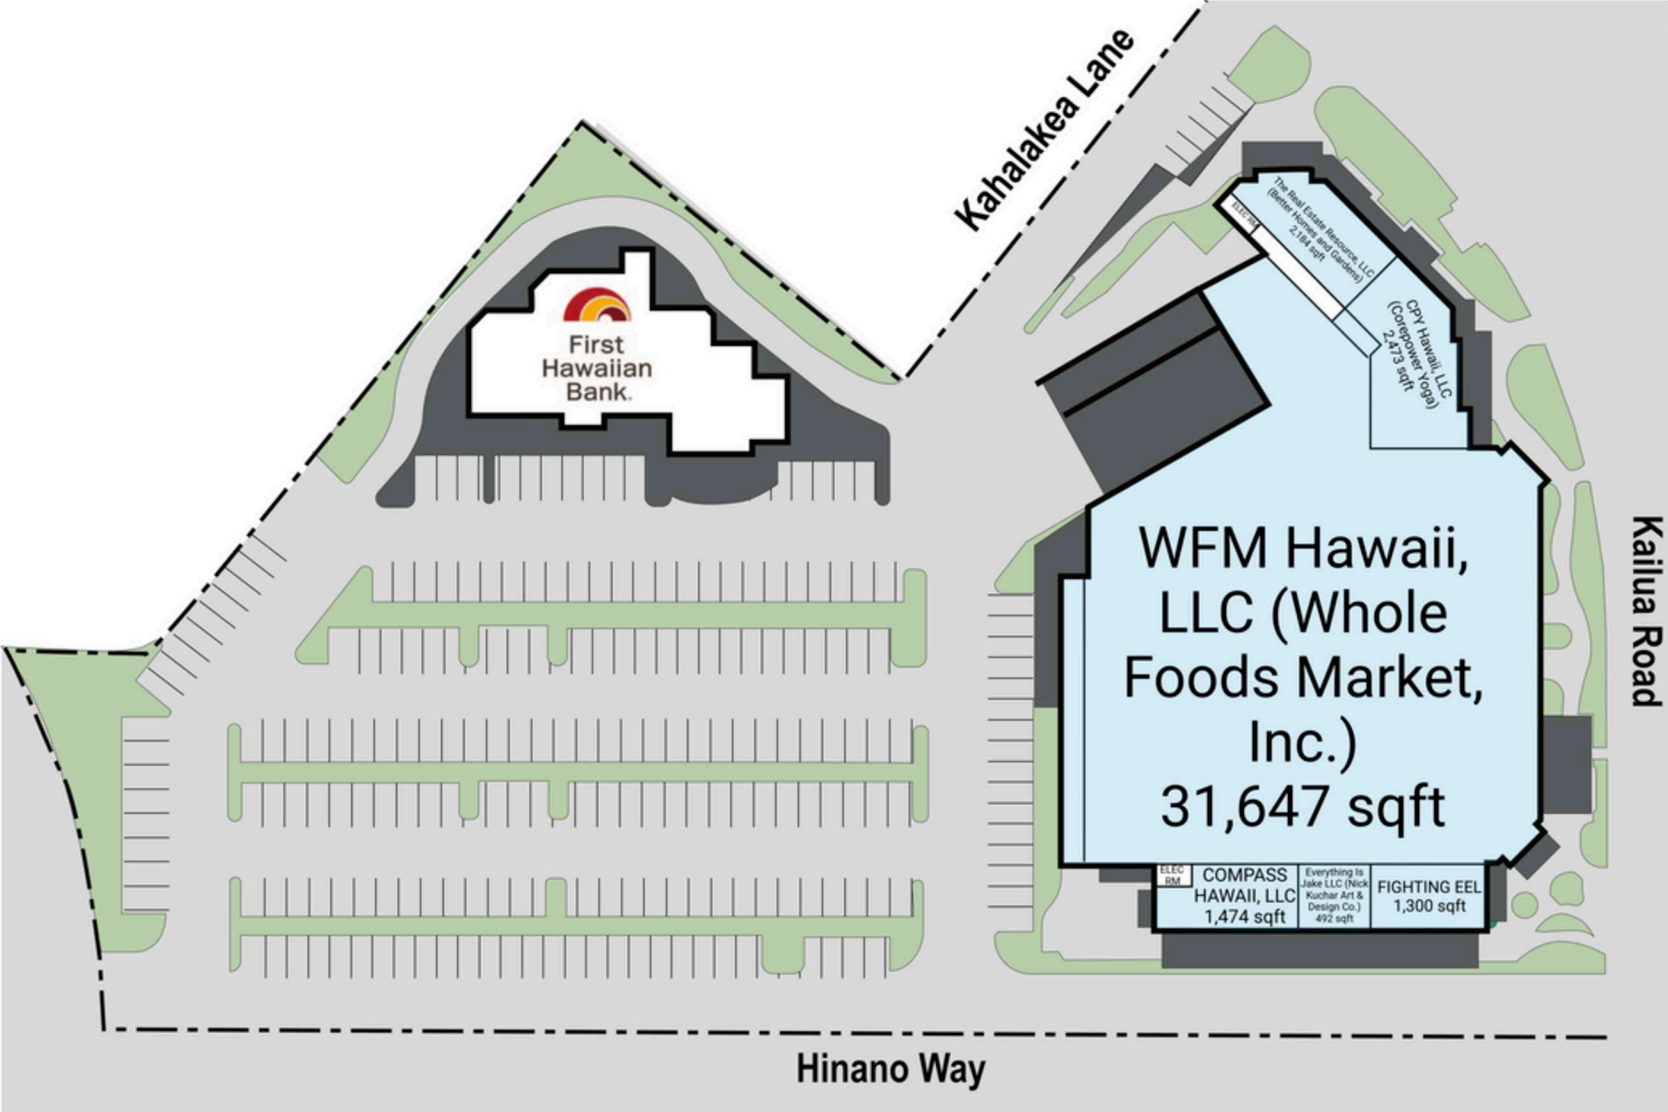 Kahalakea Lane
First
Hawaiian
Bank.
ELEC RM
The Real Estate Resource, LLC
(Better Homes and Gardens)
2,184 sqft
CPY Hawaii, LLC
(Corepower Yoga)
2,473 sqft
WFM Hawaii,
LLC (Whole
Foods Market,
Inc.)
31,647 sqft
Kailua Road
ELEC
RM
COMPASS
HAWAII, LLC
1,474 sqft
Everything Is
Jake LLC (Nick
Kuchar Art &
Design Co.)
492 sqft
FIGHTING EEL
1,300 sqft
Hinano Way